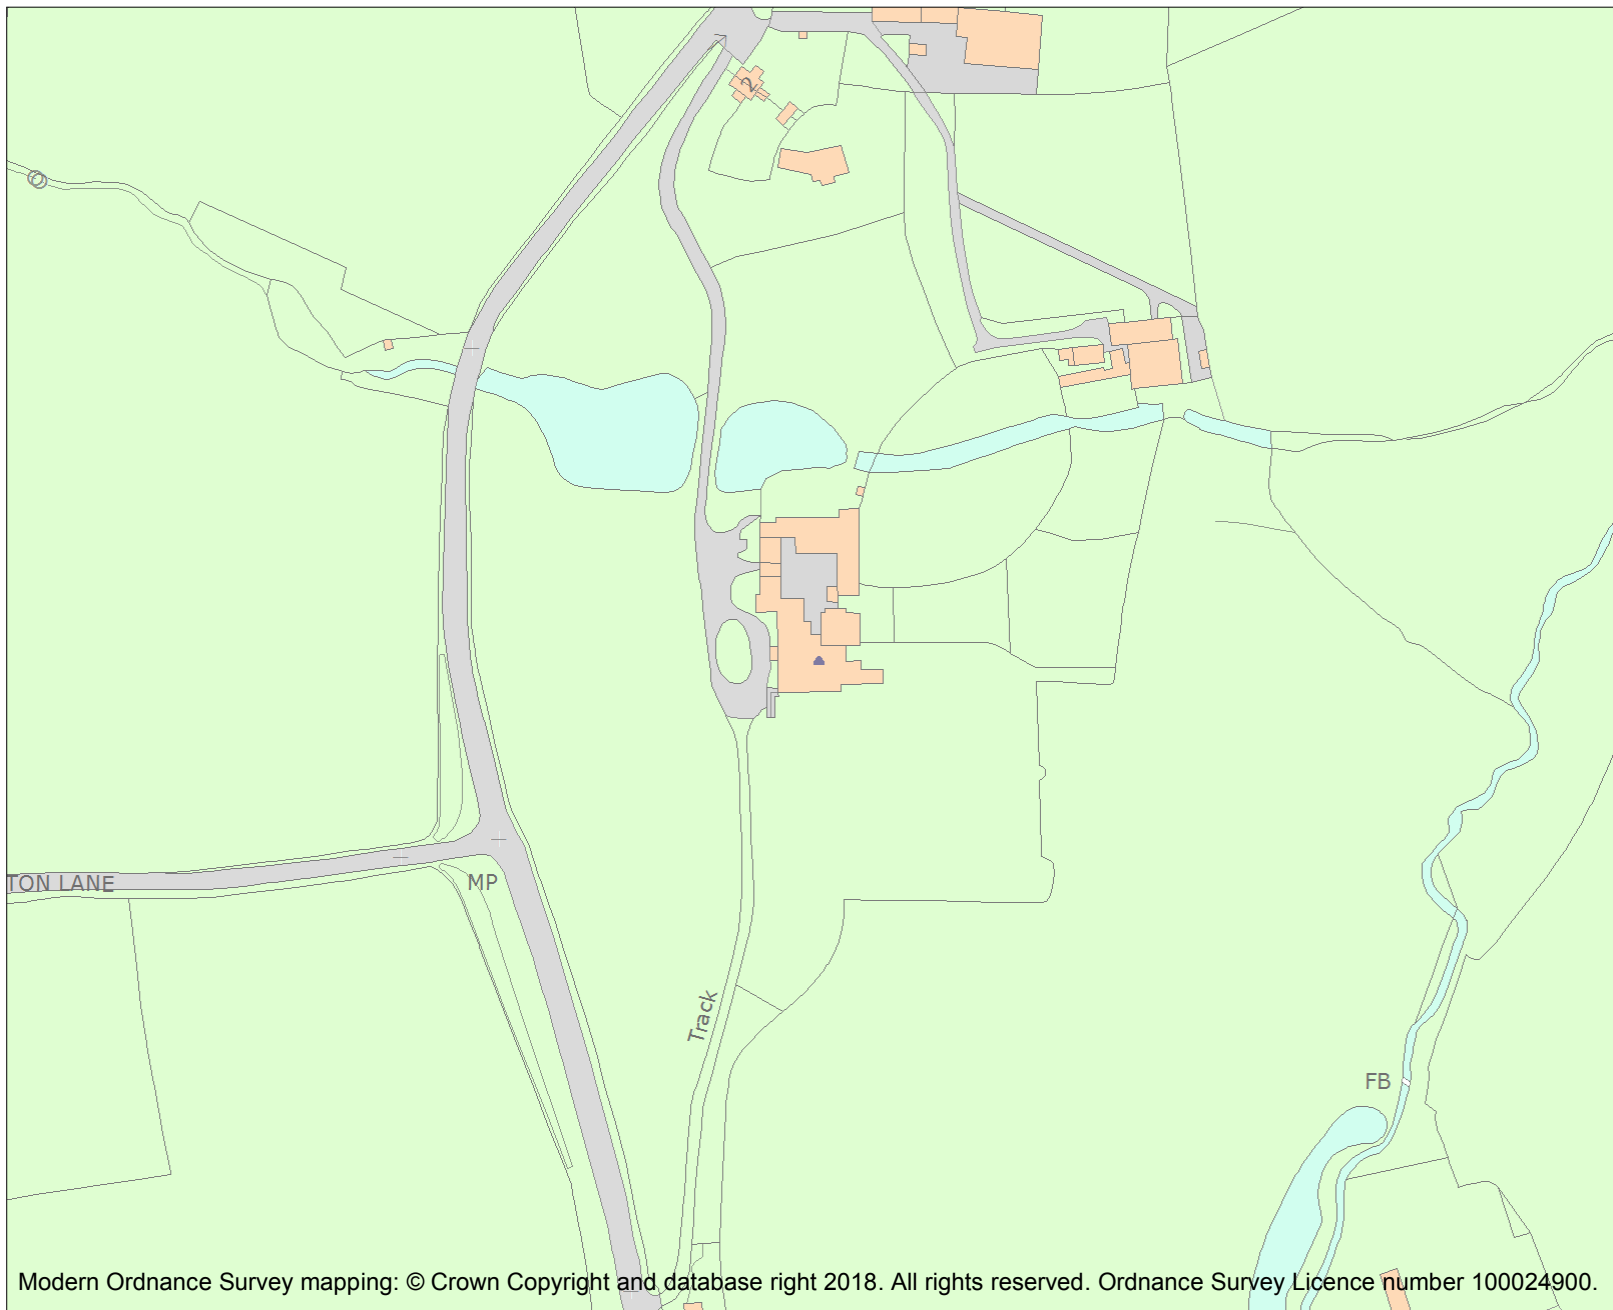 2
TON LANE
MP
Track
FB
Modern Ordnance Survey mapping: © Crown Copyright and database right 2018. All rights reserved. Ordnance Survey Licence number 100024900.